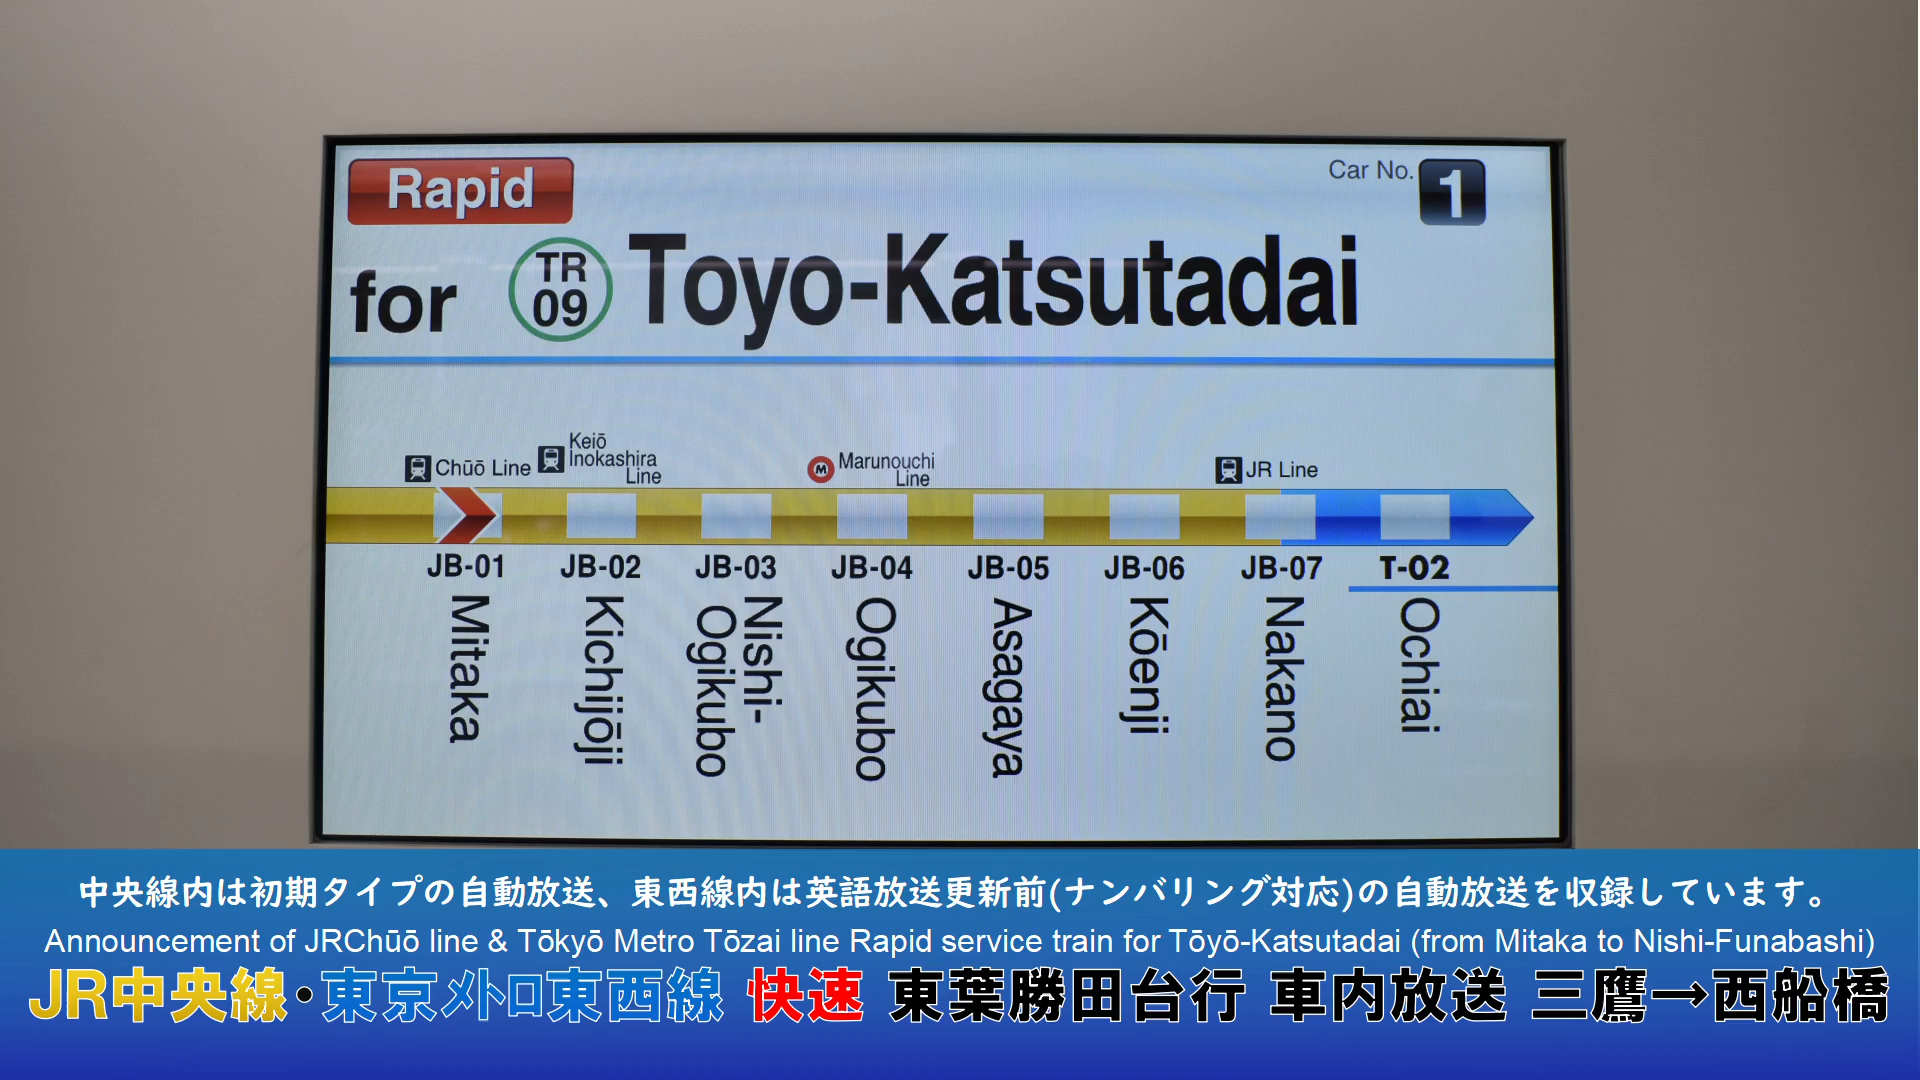 Rapid
Car No. 1
for TR 09 Toyo-Katsutadai
Chūō Line
Keiō Inokashira Line
M Marunouchi Line
JR Line
JB-01
JB-02
JB-03
JB-04
JB-05
JB-06
JB-07
T-02
Mitaka
Kichijōji
Nishi-Ogikubo
Ogikubo
Asagaya
Kōenji
Nakano
Ochiai
中央線内は初期タイプの自動放送、東西線内は英語放送更新前(ナンバリング対応)の自動放送を収録しています。
Announcement of JRChūō line & Tōkyō Metro Tōzai line Rapid service train for Tōyō-Katsutadai (from Mitaka to Nishi-Funabashi)
JR中央線・東京メトロ東西線 快速 東葉勝田台行 車内放送 三鷹→西船橋